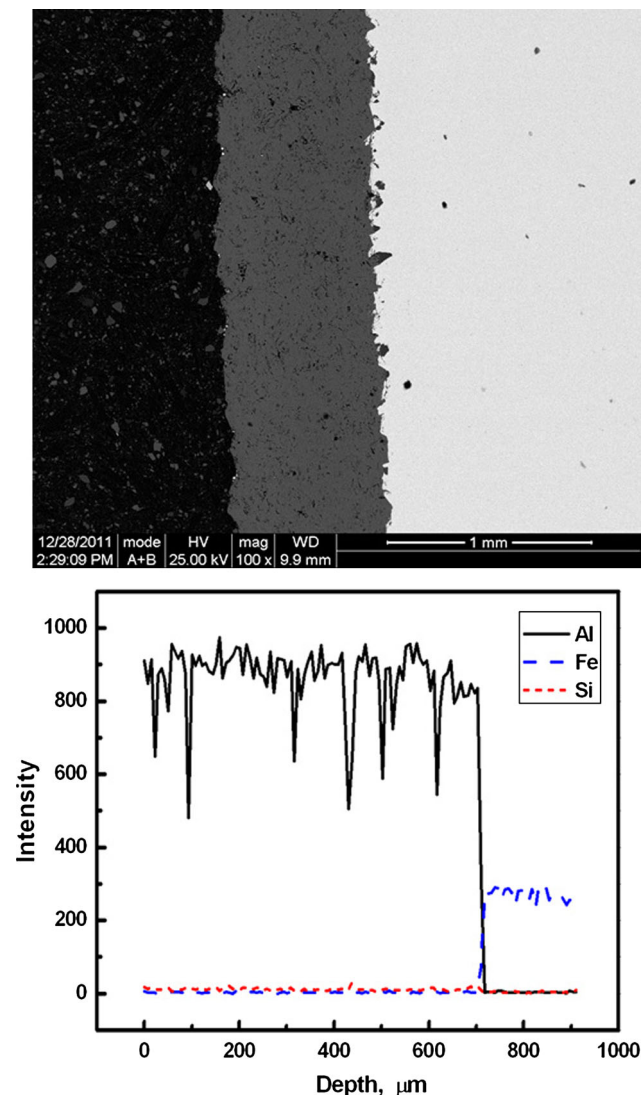 12/28/2011 mode HV mag WD
2:29:09 PM A+B 25.00 kV 100 x 9.9 mm 1 mm
1000
800
600
400
200
0
Intensity
Al
Fe
Si
0 200 400 600 800 1000
Depth, μm